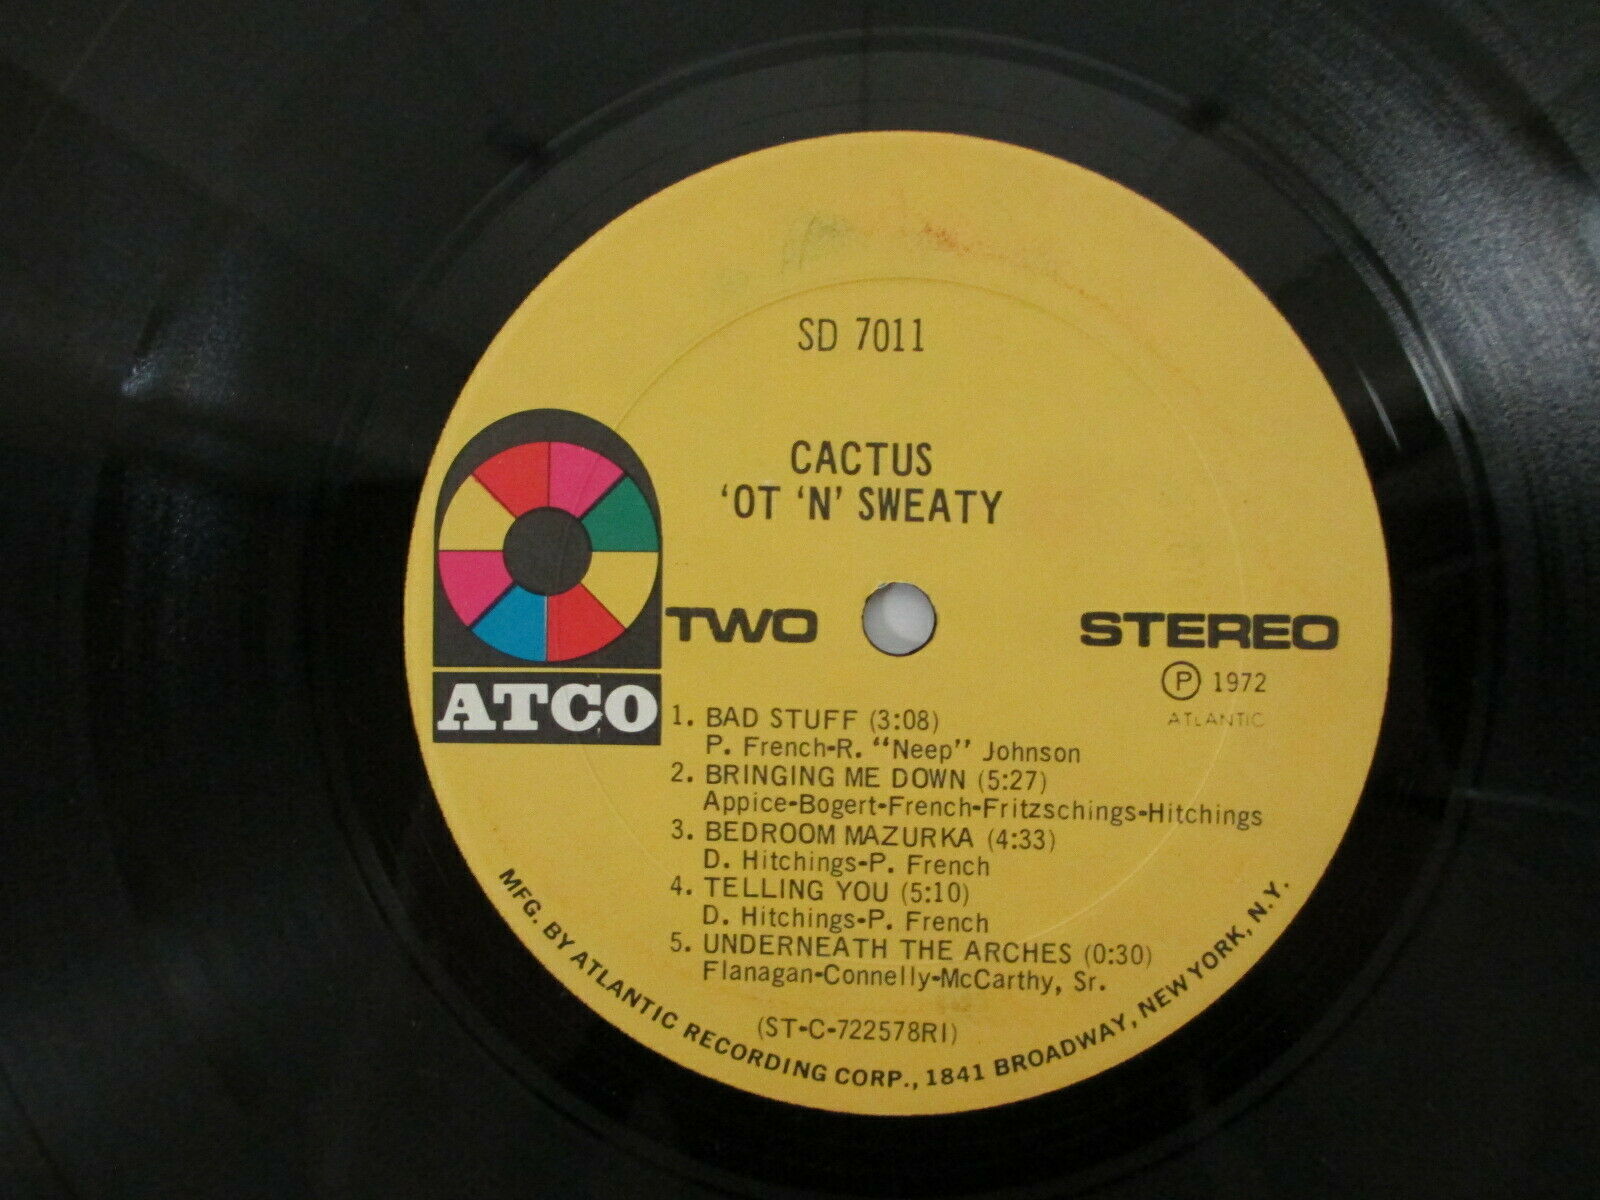 SD 7011
CACTUS
'OT 'N' SWEATY
TWO
STEREO
Ⓟ 1972
ATLANTIC
ATCO
1. BAD STUFF (3:08)
P. French-R. "Neep" Johnson
2. BRINGING ME DOWN (5:27)
Appice-Bogert-French-Fritzschings-Hitchings
3. BEDROOM MAZURKA (4:33)
D. Hitchings-P. French
4. TELLING YOU (5:10)
D. Hitchings-P. French
5. UNDERNEATH THE ARCHES (0:30)
Flanagan-Connelly-McCarthy, Sr.
(ST-C-722578RI)
MFG. BY ATLANTIC RECORDING CORP., 1841 BROADWAY, NEW YORK, N.Y.